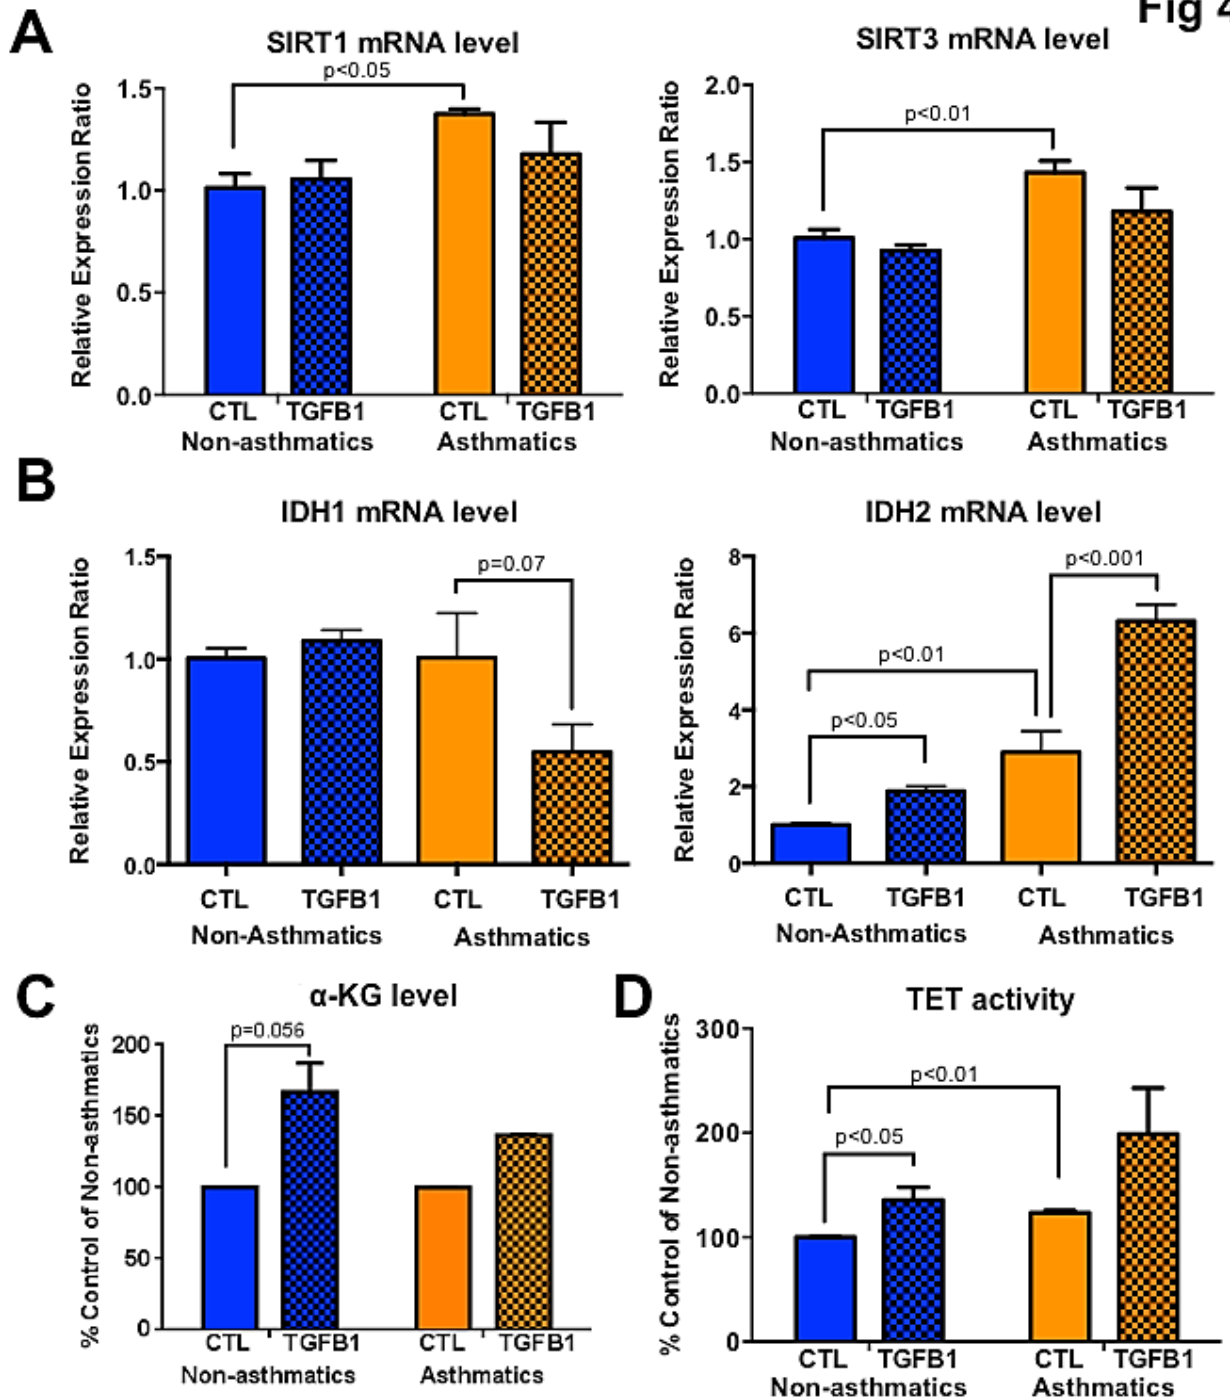 Fig 4
A
SIRT1 mRNA level
p<0.05
Relative Expression Ratio
1.5
1.0
0.5
0.0
CTL TGFB1 CTL TGFB1
Non-asthmatics Asthmatics
SIRT3 mRNA level
p<0.01
Relative Expression Ratio
2.0
1.5
1.0
0.5
0.0
CTL TGFB1 CTL TGFB1
Non-asthmatics Asthmatics
B
IDH1 mRNA level
p=0.07
Relative Expression Ratio
1.5
1.0
0.5
0.0
CTL TGFB1 CTL TGFB1
Non-Asthmatics Asthmatics
IDH2 mRNA level
p<0.001
p<0.01
p<0.05
Relative Expression Ratio
8
6
4
2
0
CTL TGFB1 CTL TGFB1
Non-Asthmatics Asthmatics
C
α-KG level
p=0.056
% Control of Non-asthmatics
200
150
100
50
0
CTL TGFB1 CTL TGFB1
Non-asthmatics Asthmatics
D
TET activity
p<0.01
p<0.05
% Control of Non-asthmatics
300
200
100
0
CTL TGFB1 CTL TGFB1
Non-asthmatics Asthmatics